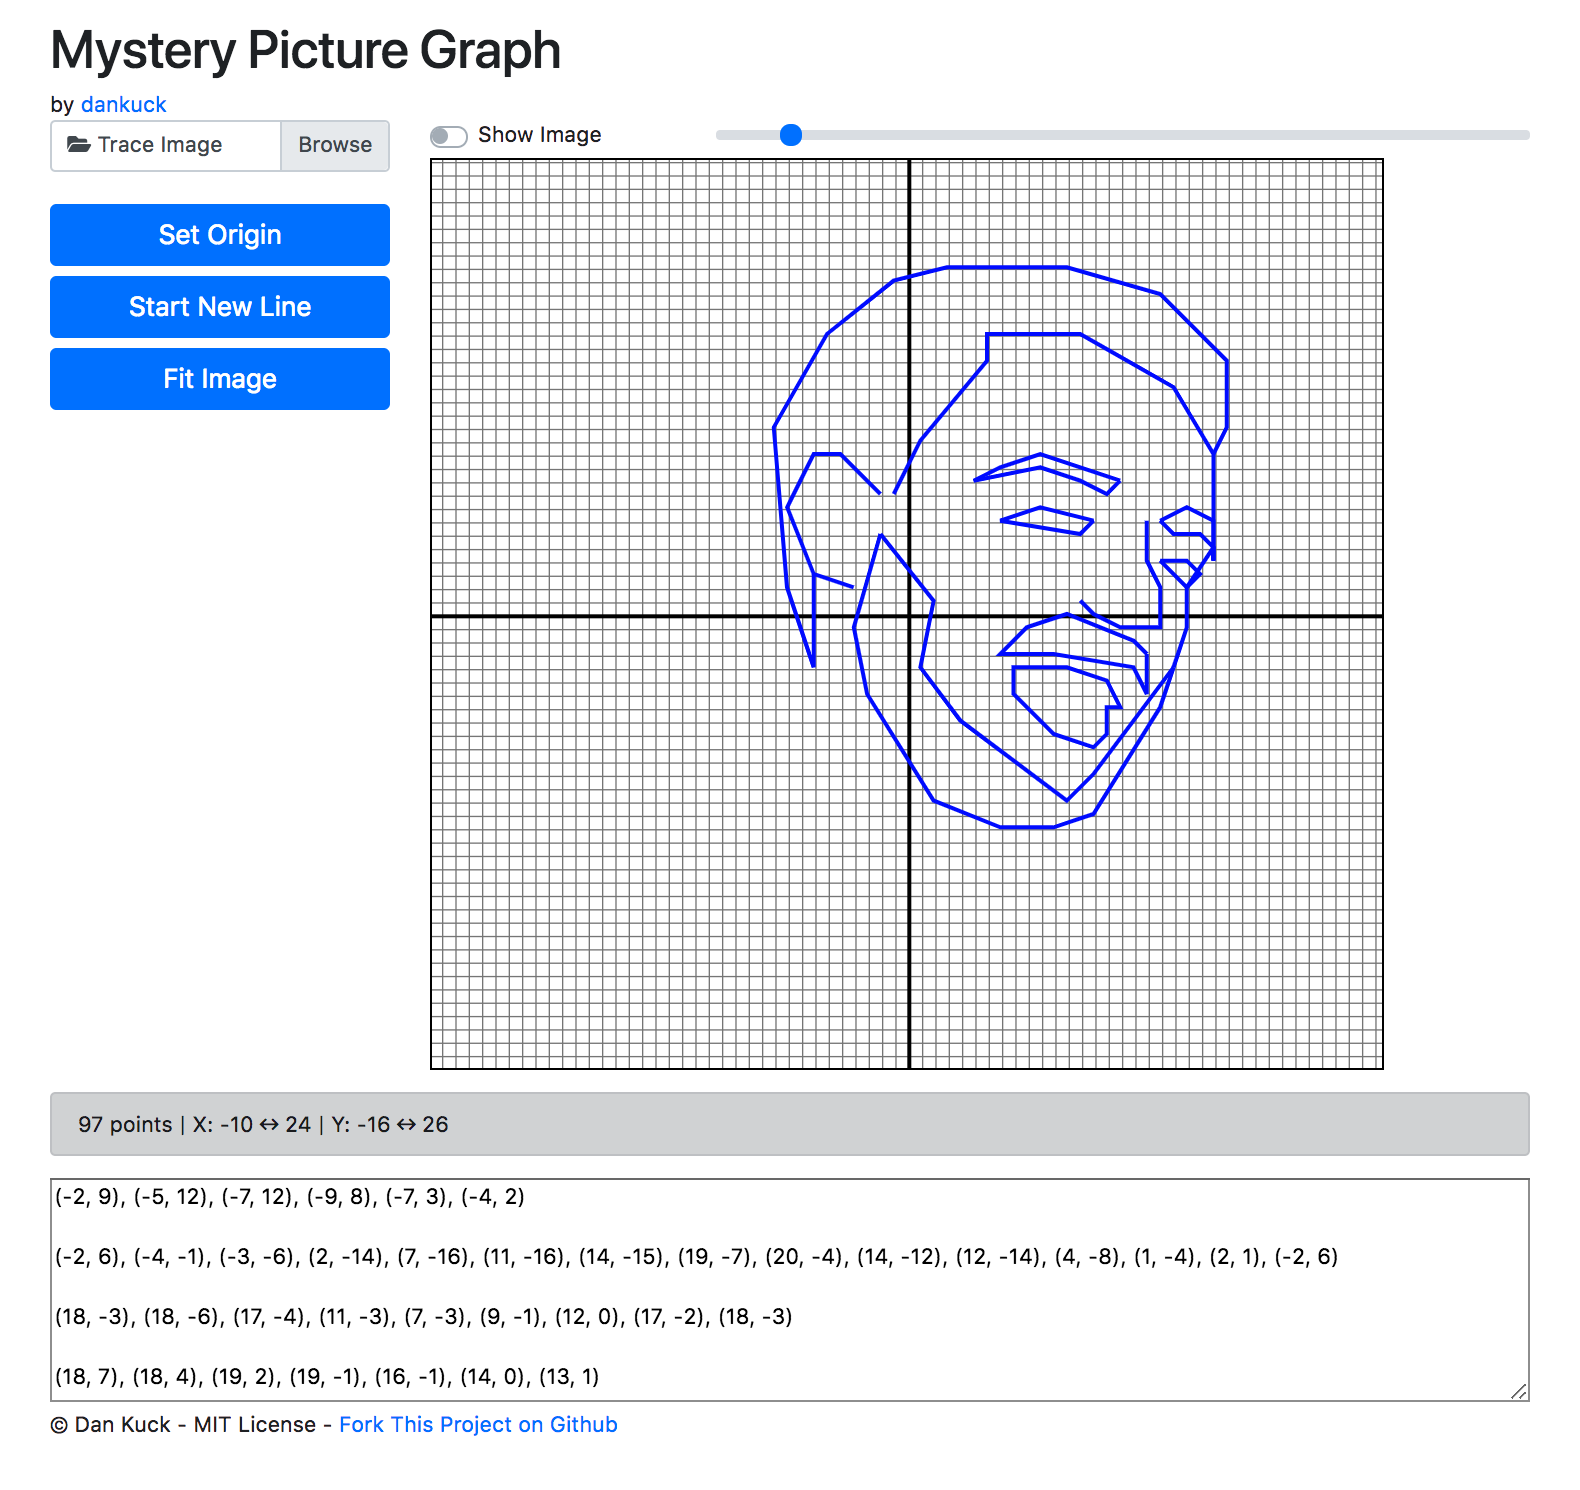 Mystery Picture Graph
by dankuck
Trace Image Browse
Show Image
Set Origin
Start New Line
Fit Image
97 points | X: -10 ↔ 24 | Y: -16 ↔ 26
(-2, 9), (-5, 12), (-7, 12), (-9, 8), (-7, 3), (-4, 2)
(-2, 6), (-4, -1), (-3, -6), (2, -14), (7, -16), (11, -16), (14, -15), (19, -7), (20, -4), (14, -12), (12, -14), (4, -8), (1, -4), (2, 1), (-2, 6)
(18, -3), (18, -6), (17, -4), (11, -3), (7, -3), (9, -1), (12, 0), (17, -2), (18, -3)
(18, 7), (18, 4), (19, 2), (19, -1), (16, -1), (14, 0), (13, 1)
© Dan Kuck - MIT License - Fork This Project on Github